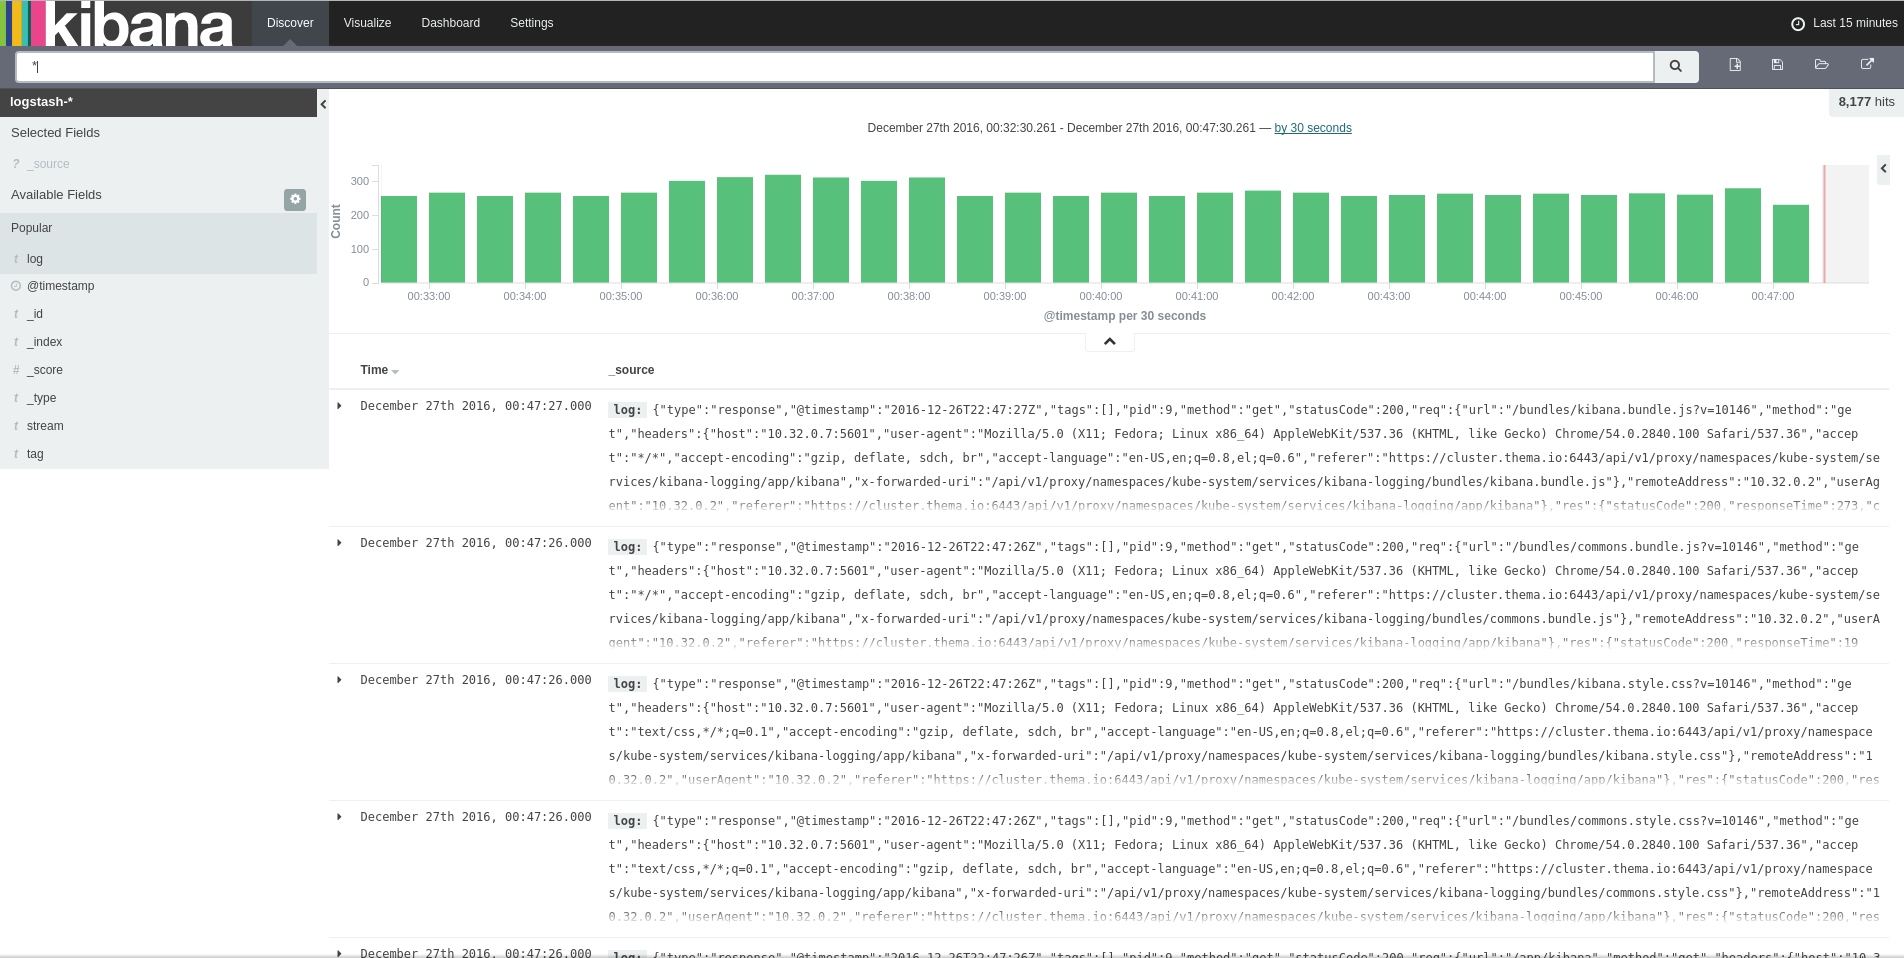 kibana
Discover Visualize Dashboard Settings
Last 15 minutes
*
logstash-*
8,177 hits
Selected Fields
? _source
Available Fields
Popular
t log
@timestamp
t _id
t _index
# _score
t _type
t stream
t tag
December 27th 2016, 00:32:30.261 - December 27th 2016, 00:47:30.261 — by 30 seconds
Count
300
200
100
0
00:33:00 00:34:00 00:35:00 00:36:00 00:37:00 00:38:00 00:39:00 00:40:00 00:41:00 00:42:00 00:43:00 00:44:00 00:45:00 00:46:00 00:47:00
@timestamp per 30 seconds
Time _source
December 27th 2016, 00:47:27.000
log: {"type":"response","@timestamp":"2016-12-26T22:47:27Z","tags":[],"pid":9,"method":"get","statusCode":200,"req":{"url":"/bundles/kibana.bundle.js?v=10146","method":"ge
t","headers":{"host":"10.32.0.7:5601","user-agent":"Mozilla/5.0 (X11; Fedora; Linux x86_64) AppleWebKit/537.36 (KHTML, like Gecko) Chrome/54.0.2840.100 Safari/537.36","accep
t":"*/*","accept-encoding":"gzip, deflate, sdch, br","accept-language":"en-US,en;q=0.8,el;q=0.6","referer":"https://cluster.thema.io:6443/api/v1/proxy/namespaces/kube-system/se
rvices/kibana-logging/app/kibana","x-forwarded-uri":"/api/v1/proxy/namespaces/kube-system/services/kibana-logging/bundles/kibana.bundle.js"},"remoteAddress":"10.32.0.2","userAg
ent":"10.32.0.2","referer":"https://cluster.thema.io:6443/api/v1/proxy/namespaces/kube-system/services/kibana-logging/app/kibana"},"res":{"statusCode":200,"responseTime":273,"c
December 27th 2016, 00:47:26.000
log: {"type":"response","@timestamp":"2016-12-26T22:47:26Z","tags":[],"pid":9,"method":"get","statusCode":200,"req":{"url":"/bundles/commons.bundle.js?v=10146","method":"ge
t","headers":{"host":"10.32.0.7:5601","user-agent":"Mozilla/5.0 (X11; Fedora; Linux x86_64) AppleWebKit/537.36 (KHTML, like Gecko) Chrome/54.0.2840.100 Safari/537.36","accep
t":"*/*","accept-encoding":"gzip, deflate, sdch, br","accept-language":"en-US,en;q=0.8,el;q=0.6","referer":"https://cluster.thema.io:6443/api/v1/proxy/namespaces/kube-system/se
rvices/kibana-logging/app/kibana","x-forwarded-uri":"/api/v1/proxy/namespaces/kube-system/services/kibana-logging/bundles/commons.bundle.js"},"remoteAddress":"10.32.0.2","userA
gent":"10.32.0.2","referer":"https://cluster.thema.io:6443/api/v1/proxy/namespaces/kube-system/services/kibana-logging/app/kibana"},"res":{"statusCode":200,"responseTime":19
December 27th 2016, 00:47:26.000
log: {"type":"response","@timestamp":"2016-12-26T22:47:26Z","tags":[],"pid":9,"method":"get","statusCode":200,"req":{"url":"/bundles/kibana.style.css?v=10146","method":"ge
t","headers":{"host":"10.32.0.7:5601","user-agent":"Mozilla/5.0 (X11; Fedora; Linux x86_64) AppleWebKit/537.36 (KHTML, like Gecko) Chrome/54.0.2840.100 Safari/537.36","accep
t":"text/css,*/*;q=0.1","accept-encoding":"gzip, deflate, sdch, br","accept-language":"en-US,en;q=0.8,el;q=0.6","referer":"https://cluster.thema.io:6443/api/v1/proxy/namespace
s/kube-system/services/kibana-logging/app/kibana","x-forwarded-uri":"/api/v1/proxy/namespaces/kube-system/services/kibana-logging/bundles/kibana.style.css"},"remoteAddress":"1
0.32.0.2","userAgent":"10.32.0.2","referer":"https://cluster.thema.io:6443/api/v1/proxy/namespaces/kube-system/services/kibana-logging/app/kibana"},"res":{"statusCode":200,"res
December 27th 2016, 00:47:26.000
log: {"type":"response","@timestamp":"2016-12-26T22:47:26Z","tags":[],"pid":9,"method":"get","statusCode":200,"req":{"url":"/bundles/commons.style.css?v=10146","method":"ge
t","headers":{"host":"10.32.0.7:5601","user-agent":"Mozilla/5.0 (X11; Fedora; Linux x86_64) AppleWebKit/537.36 (KHTML, like Gecko) Chrome/54.0.2840.100 Safari/537.36","accep
t":"text/css,*/*;q=0.1","accept-encoding":"gzip, deflate, sdch, br","accept-language":"en-US,en;q=0.8,el;q=0.6","referer":"https://cluster.thema.io:6443/api/v1/proxy/namespace
s/kube-system/services/kibana-logging/app/kibana","x-forwarded-uri":"/api/v1/proxy/namespaces/kube-system/services/kibana-logging/bundles/commons.style.css"},"remoteAddress":"1
0.32.0.2","userAgent":"10.32.0.2","referer":"https://cluster.thema.io:6443/api/v1/proxy/namespaces/kube-system/services/kibana-logging/app/kibana"},"res":{"statusCode":200,"res
December 27th 2016, 00:47:26.000
log: {"type":"response","@timestamp":"2016-12-26T22:47:26Z","tags":[],"pid":9,"method":"get","statusCode":200,"req":{"url":"/app/kibana","method":"get","headers":{"host":"10.3